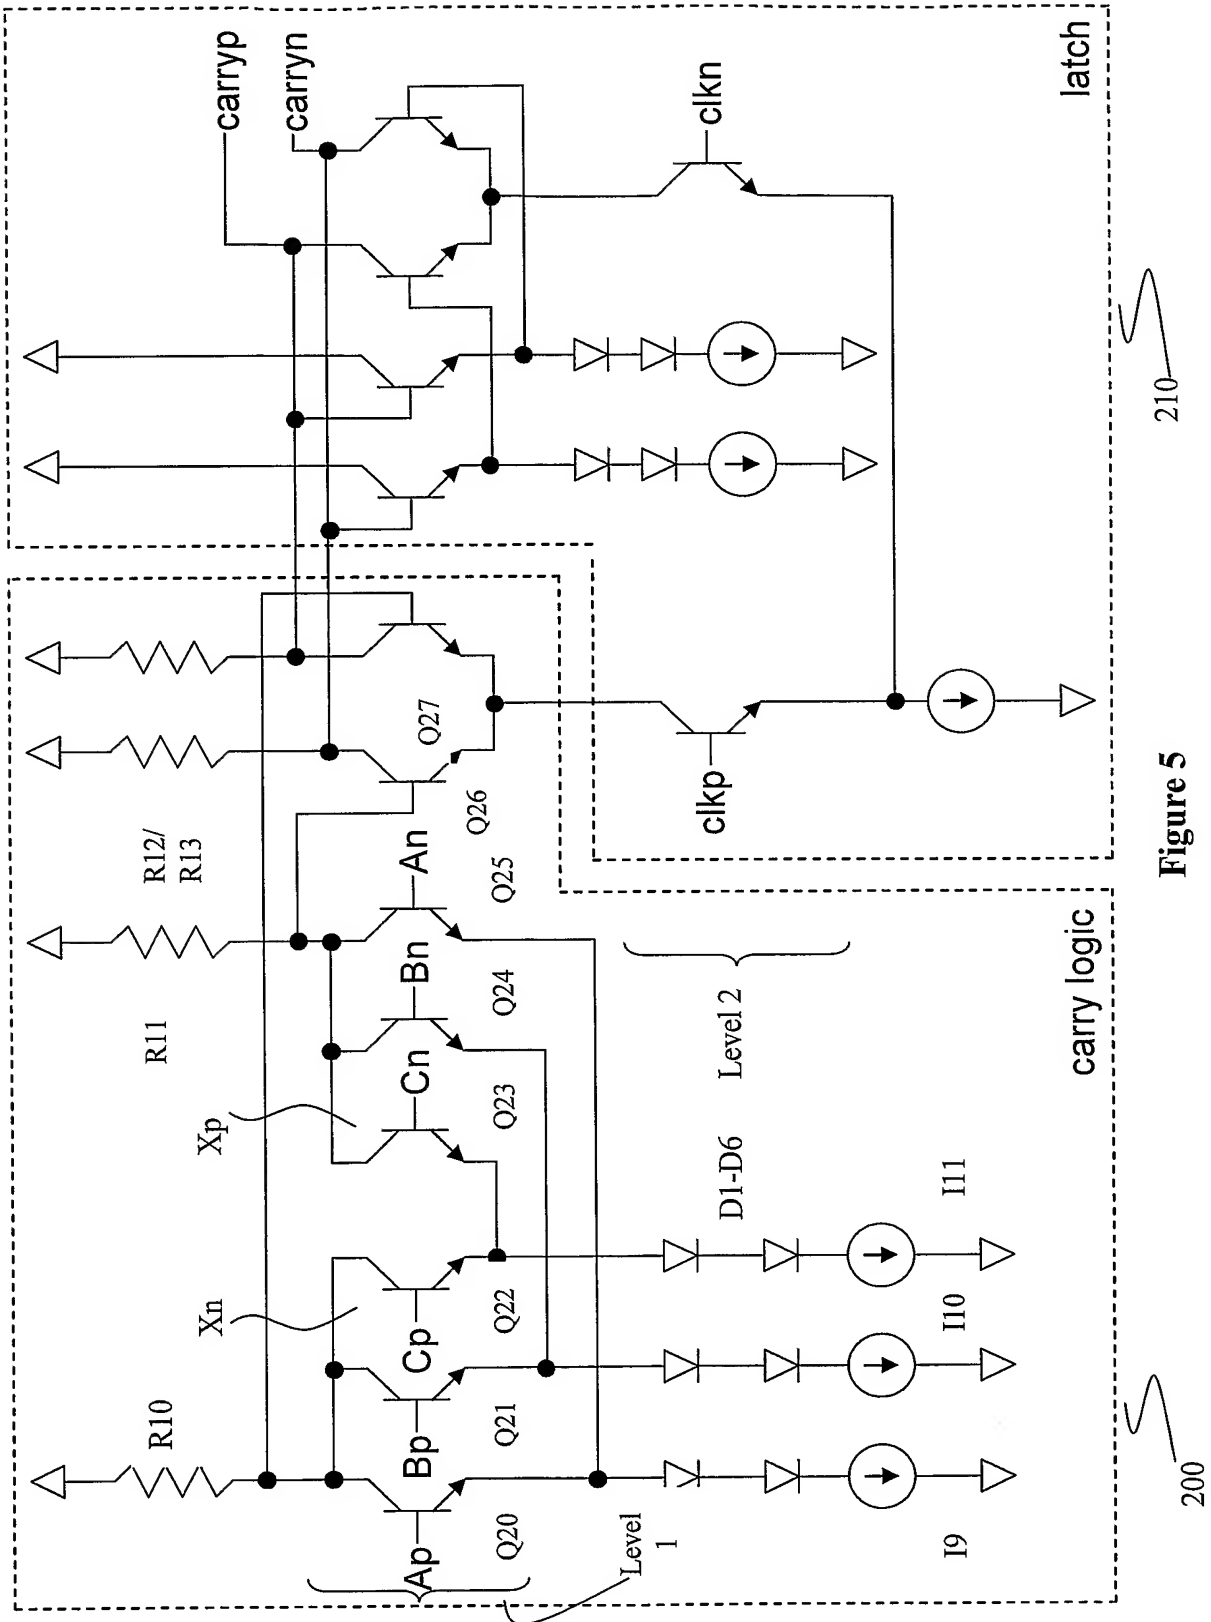 carryp
carryn
latch
clkn
210
R12/
R13
R11
R10
Q27
Q26
An
Q25
Bn
Q24
Cn
Q23
Xp
Xn
Cp
Q22
Bp
Q21
Ap
Q20
clkp
Level 2
Level
1
D1-D6
I11
I10
I9
carry logic
200
Figure 5